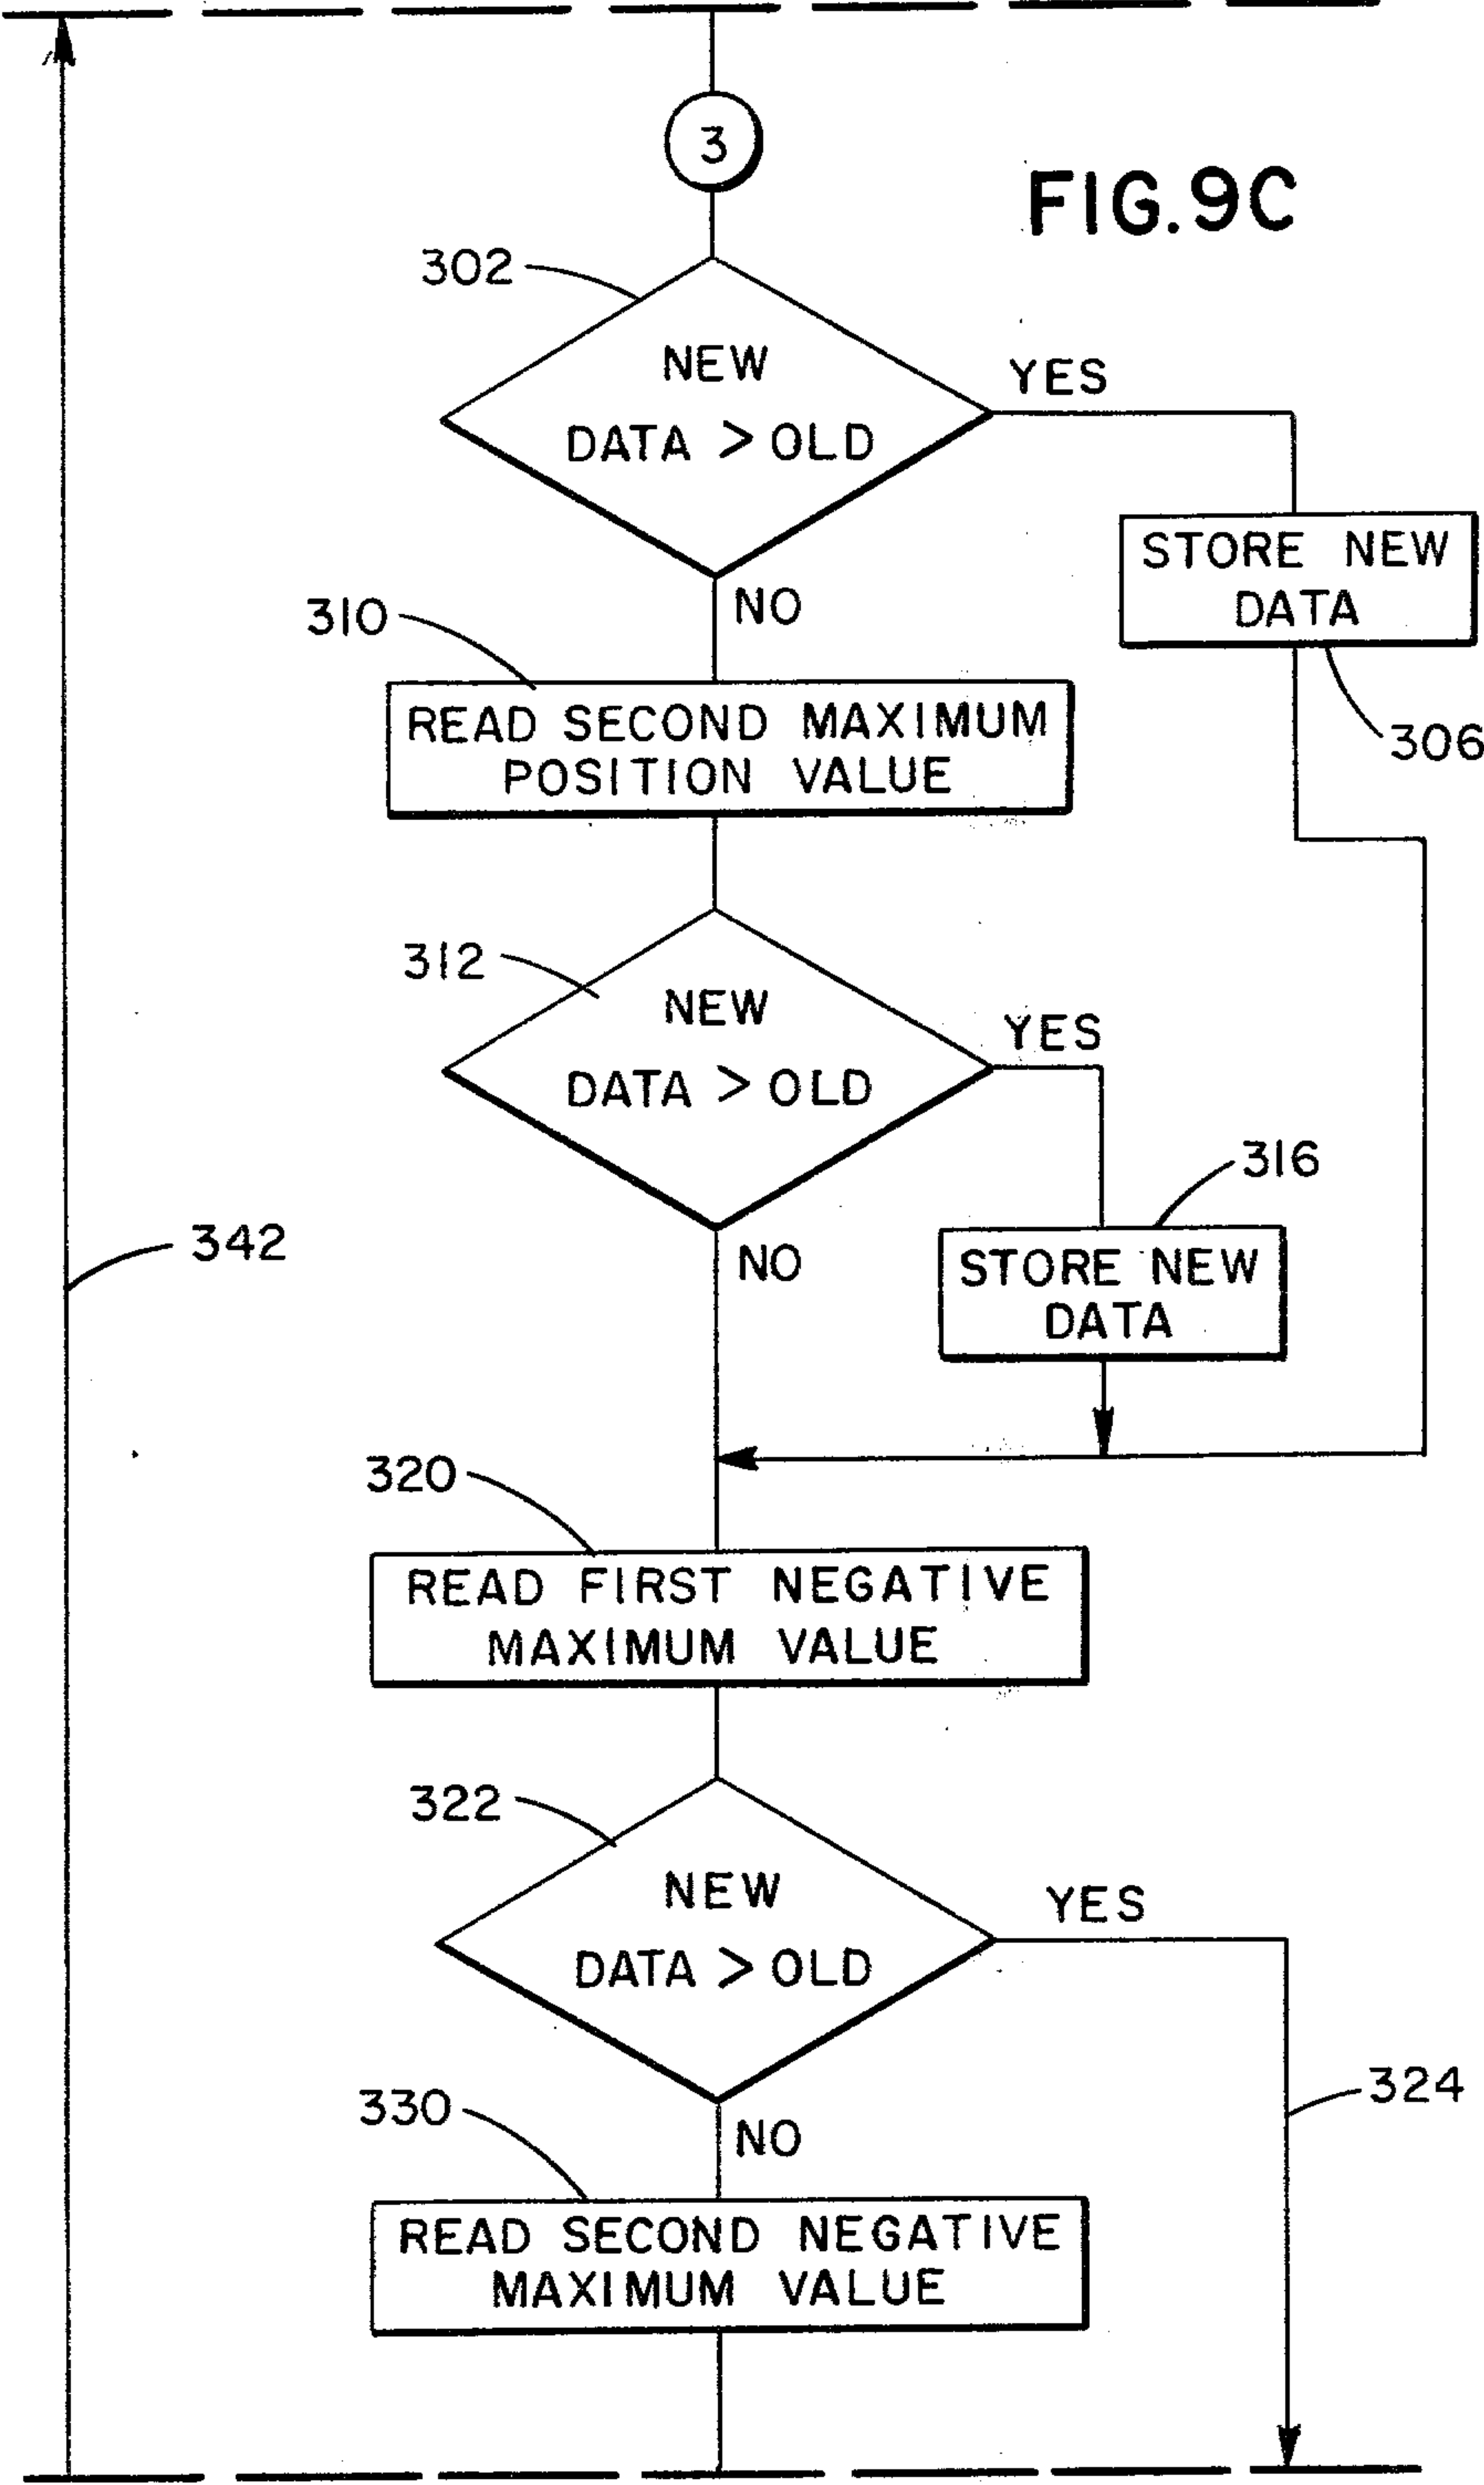 3
FIG.9C
302
NEW
DATA > OLD
YES
STORE NEW
DATA
306
NO
310
READ SECOND MAXIMUM
POSITION VALUE
312
NEW
DATA > OLD
YES
316
STORE NEW
DATA
NO
342
320
READ FIRST NEGATIVE
MAXIMUM VALUE
322
NEW
DATA > OLD
YES
324
NO
330
READ SECOND NEGATIVE
MAXIMUM VALUE